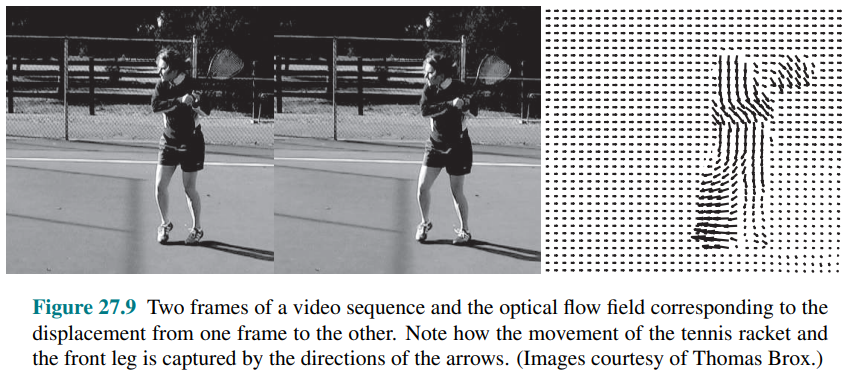 Figure 27.9 Two frames of a video sequence and the optical flow field corresponding to the
displacement from one frame to the other. Note how the movement of the tennis racket and
the front leg is captured by the directions of the arrows. (Images courtesy of Thomas Brox.)